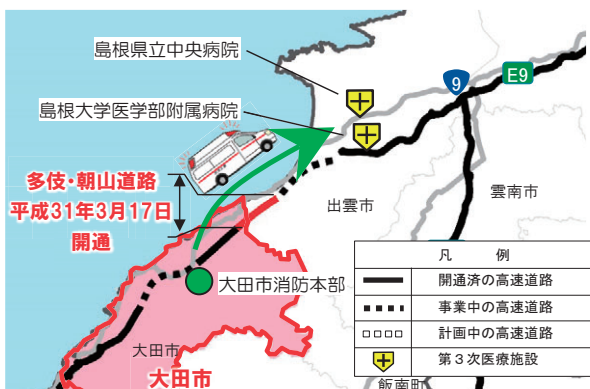 島根県立中央病院
島根大学医学部附属病院
9
E9
多伎・朝山道路
平成31年3月17日
開通
出雲市
雲南市
大田市消防本部
大田市
大田市
飯南町
凡 例
開通済の高速道路
事業中の高速道路
計画中の高速道路
第３次医療施設